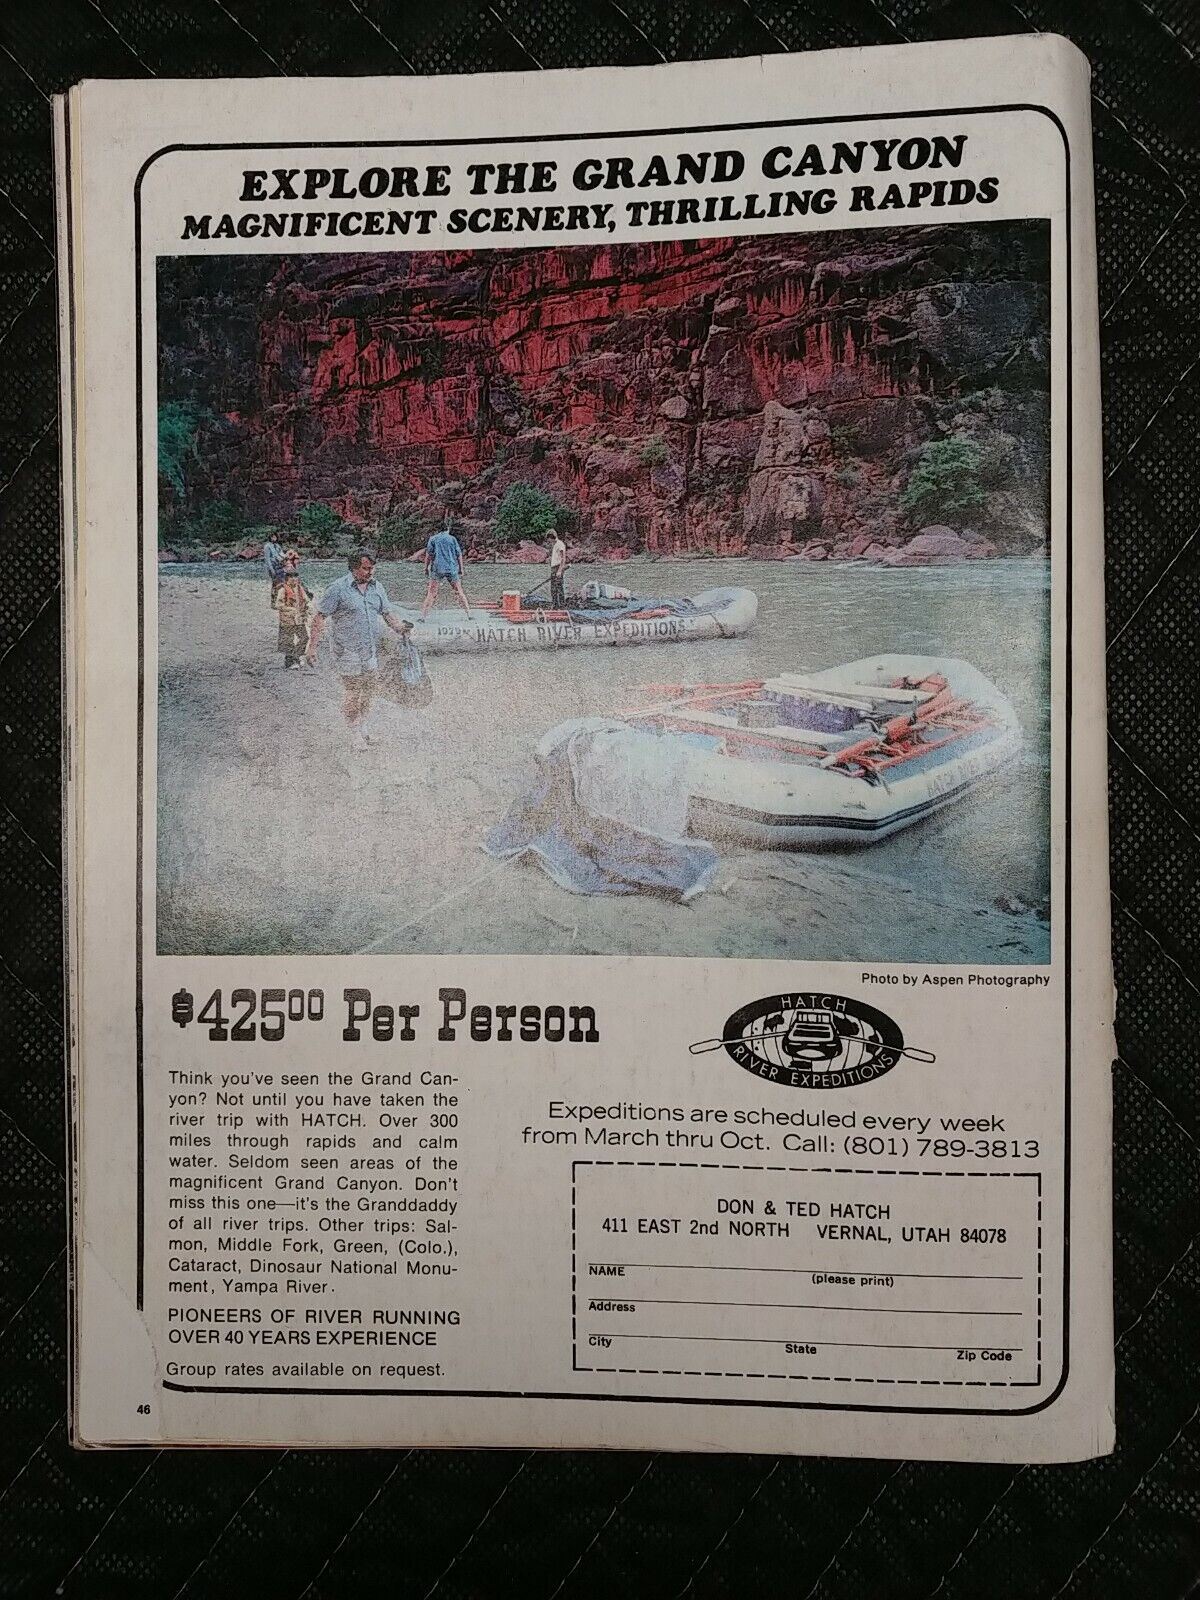 EXPLORE THE GRAND CANYON
MAGNIFICENT SCENERY, THRILLING RAPIDS
HATCH RIVER EXPEDITIONS
HATCH RIVER
Photo by Aspen Photography
$425⁰⁰ Per Person
HATCH
RIVER EXPEDITIONS
Think you've seen the Grand Can-
yon? Not until you have taken the
river trip with HATCH. Over 300
miles through rapids and calm
water. Seldom seen areas of the
magnificent Grand Canyon. Don't
miss this one—it's the Granddaddy
of all river trips. Other trips: Sal-
mon, Middle Fork, Green, (Colo.),
Cataract, Dinosaur National Monu-
ment, Yampa River.
PIONEERS OF RIVER RUNNING
OVER 40 YEARS EXPERIENCE
Group rates available on request.
Expeditions are scheduled every week
from March thru Oct. Call: (801) 789-3813
DON & TED HATCH
411 EAST 2nd NORTH VERNAL, UTAH 84078
NAME
(please print)
Address
City State Zip Code
46